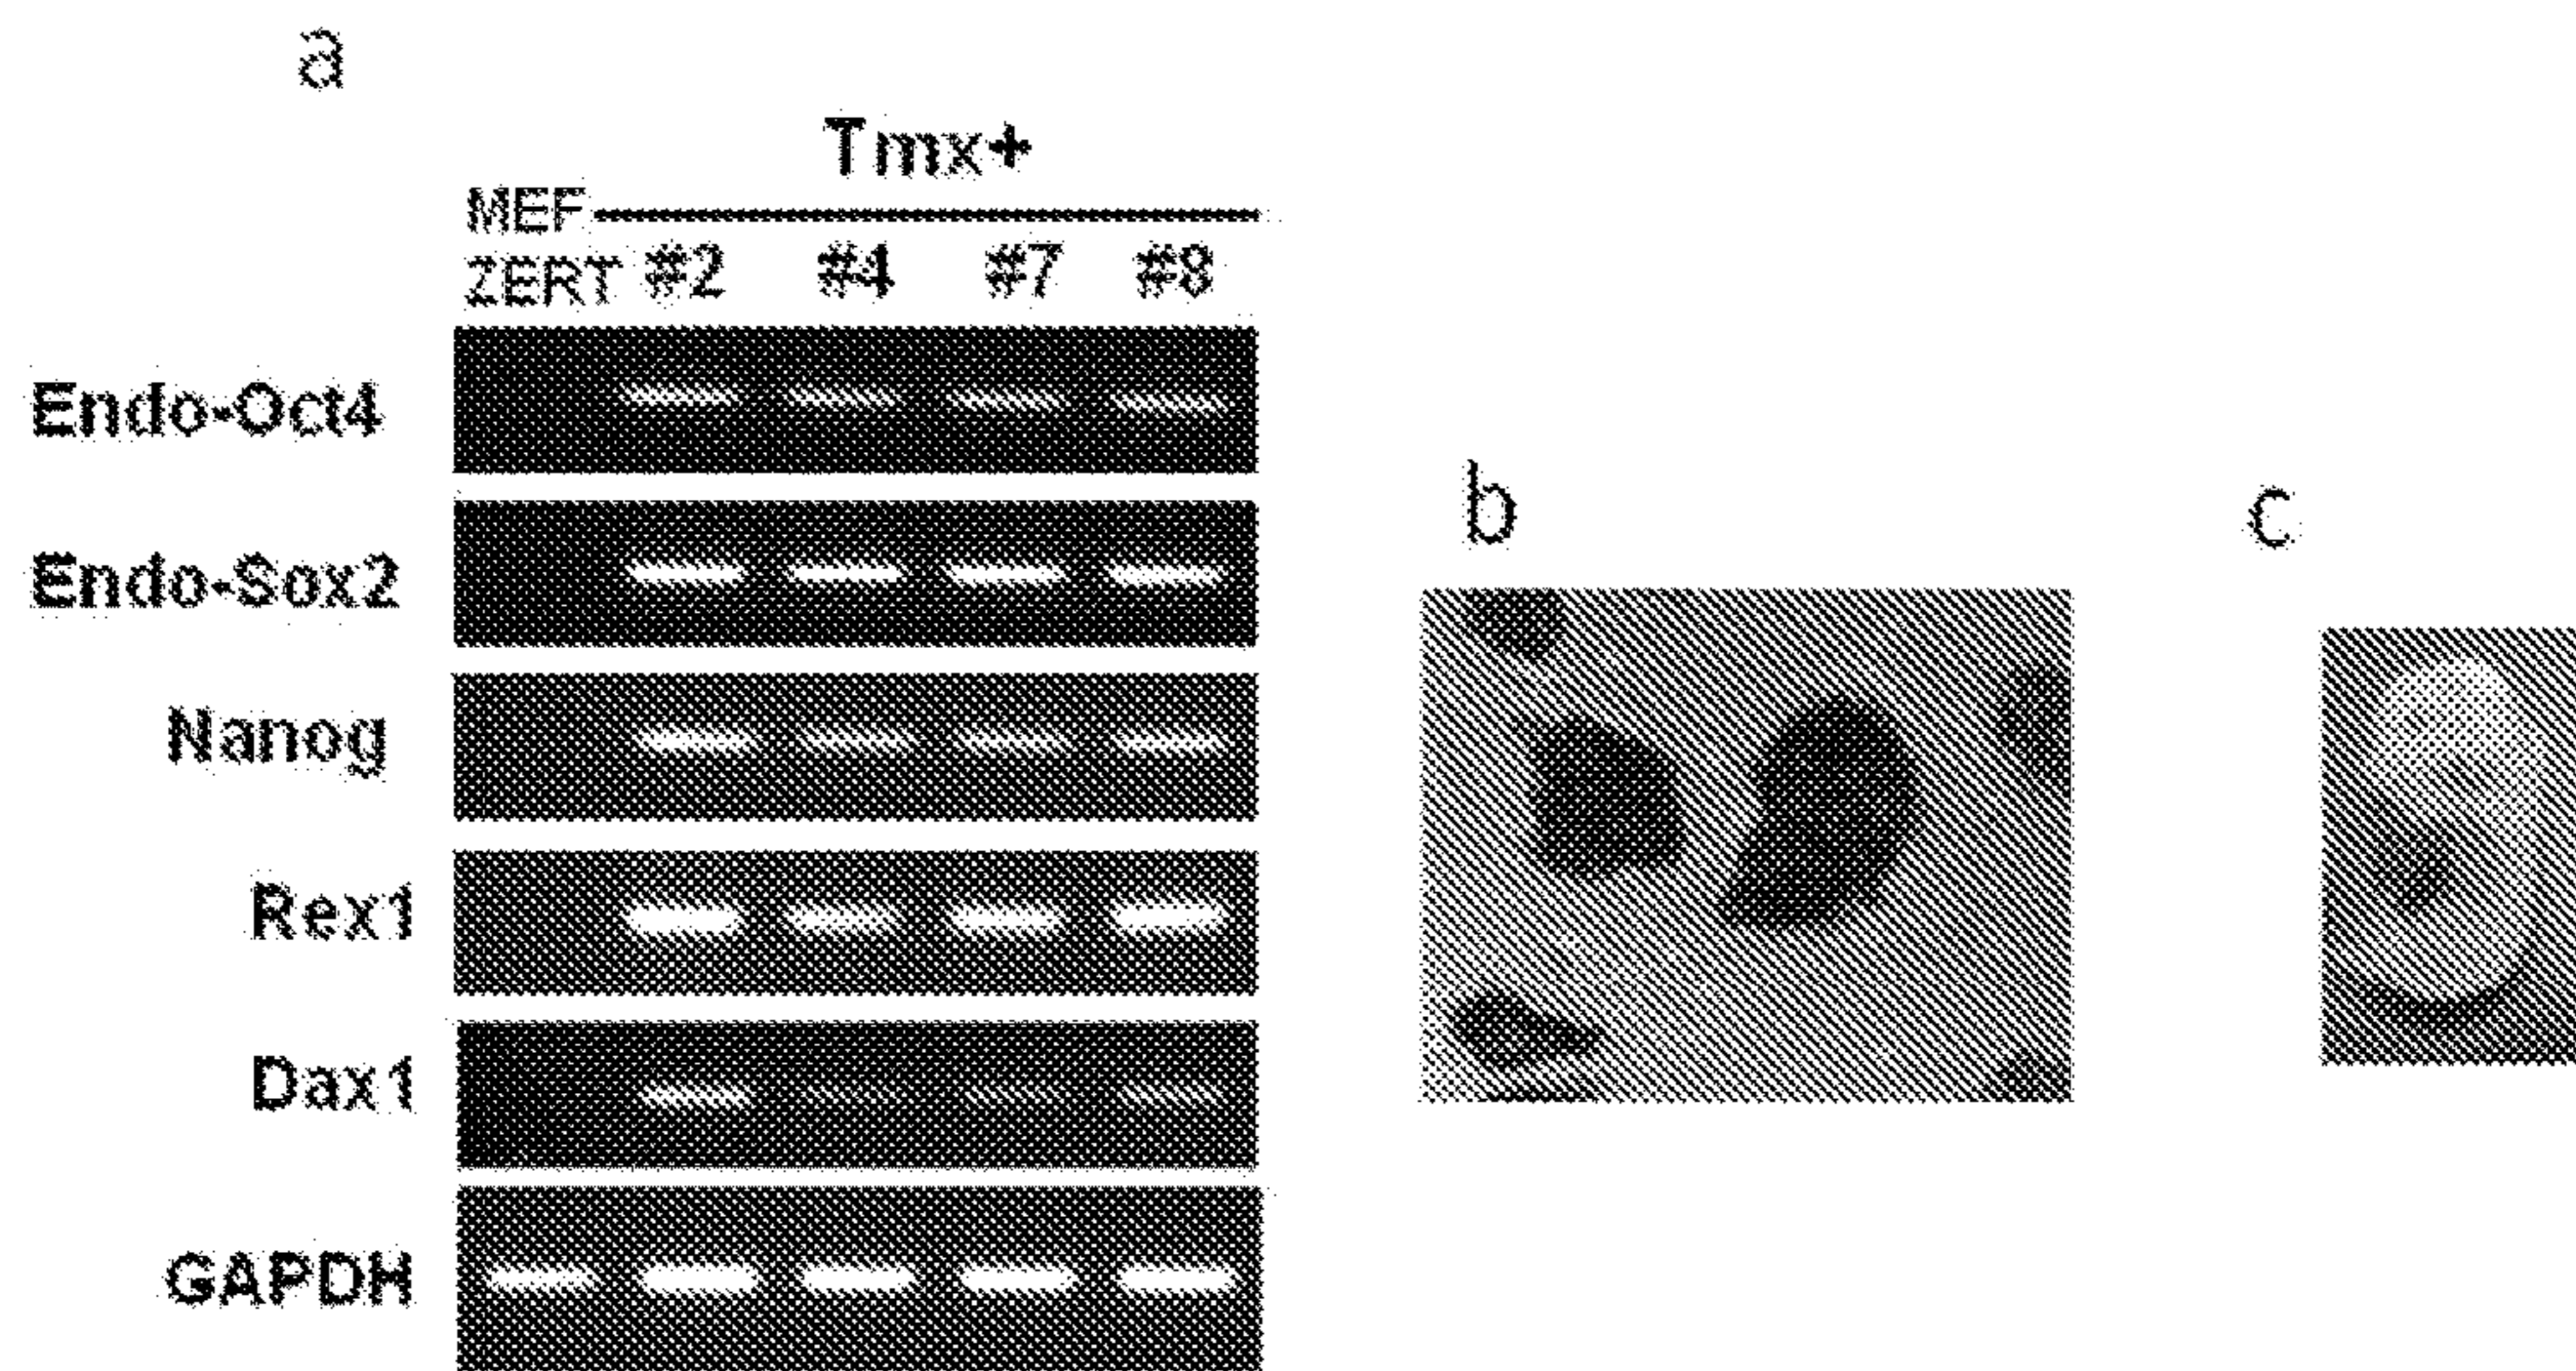 a
Tmx+
MEF
ZERT #2 #4 #7 #8
Endo-Oct4
Endo-Sox2
Nanog
Rex1
Dax1
GAPDH
b
c